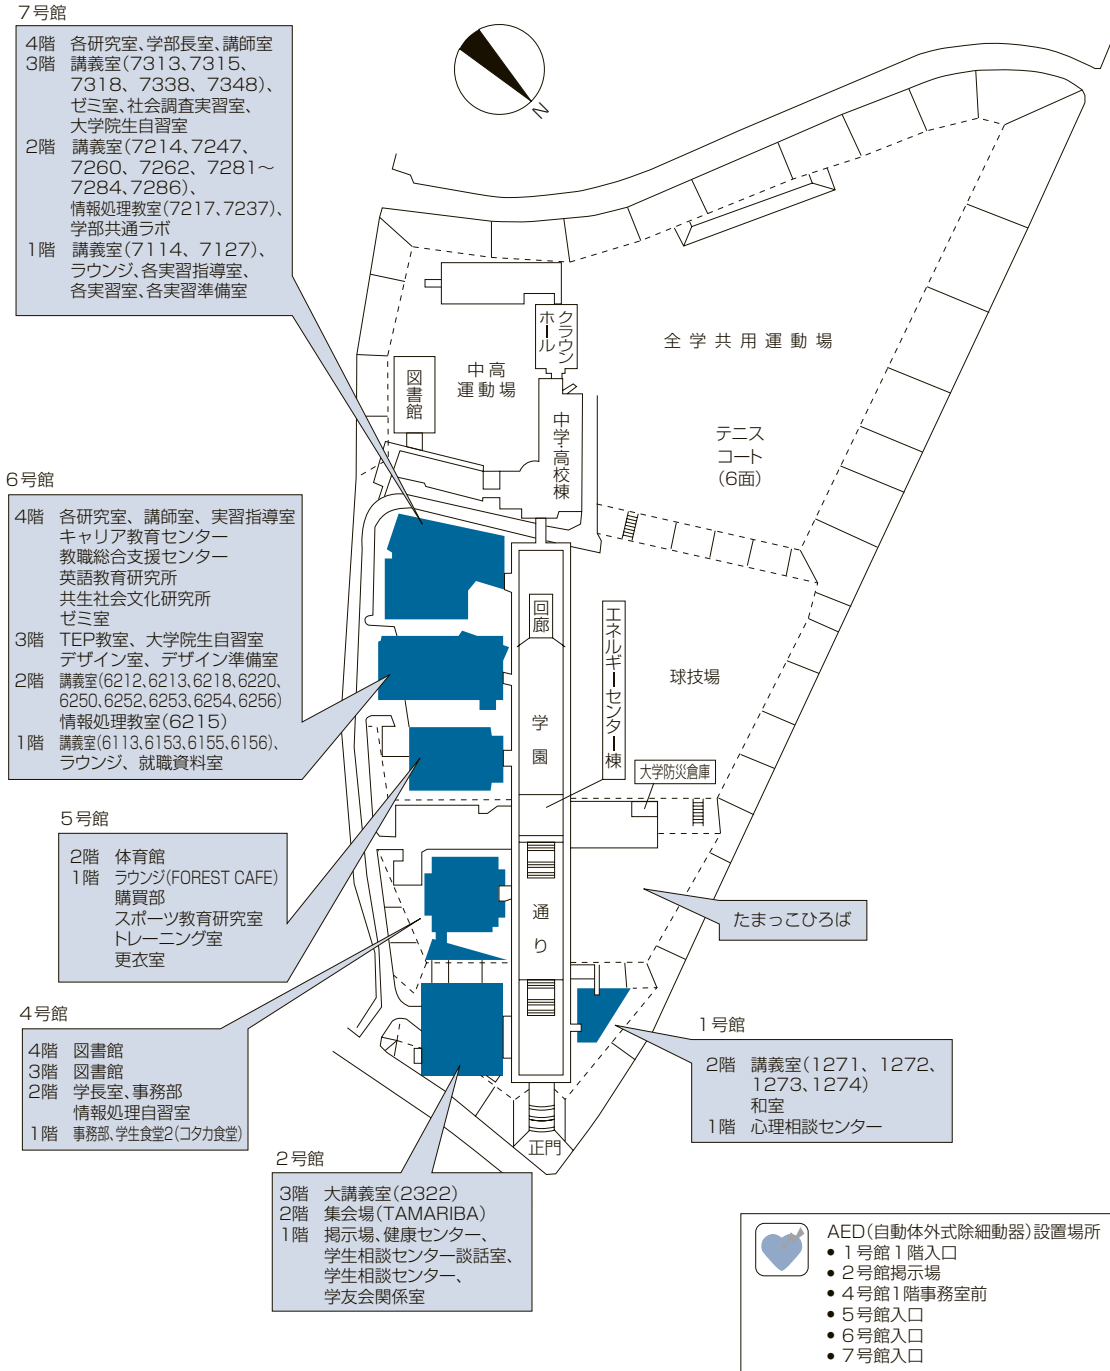 7号館
4階 各研究室、学部長室、講師室
3階 講義室(7313、7315、
7318、7338、7348)、
ゼミ室、社会調査実習室、
大学院生自習室
2階 講義室(7214、7247、
7260、7262、7281〜
7284、7286)、
情報処理教室(7217、7237)、
学部共通ラボ
1階 講義室(7114、7127)、
ラウンジ、各実習指導室、
各実習室、各実習準備室
N
クラウン
ホール
全学共用運動場
中高
運動場
図書館
中学・高校棟
テニス
コート
(6面)
6号館
4階 各研究室、講師室、実習指導室
キャリア教育センター
教職総合支援センター
英語教育研究所
共生社会文化研究所
ゼミ室
3階 TEP教室、大学院生自習室
デザイン室、デザイン準備室
2階 講義室(6212、6213、6218、6220、
6250、6252、6253、6254、6256)
情報処理教室(6215)
1階 講義室(6113、6153、6155、6156)、
ラウンジ、就職資料室
回廊
エネルギーセンター棟
球技場
学園
通り
大学防災倉庫
5号館
2階 体育館
1階 ラウンジ(FOREST CAFE)
購買部
スポーツ教育研究室
トレーニング室
更衣室
たまっこひろば
4号館
4階 図書館
3階 図書館
2階 学長室、事務部
情報処理自習室
1階 事務部、学生食堂2(コタカ食堂)
1号館
2階 講義室(1271、1272、
1273、1274)
和室
1階 心理相談センター
正門
2号館
3階 大講義室(2322)
2階 集会場(TAMARIBA)
1階 掲示場、健康センター、
学生相談センター談話室、
学生相談センター、
学友会関係室
AED(自動体外式除細動器)設置場所
• 1号館1階入口
• 2号館掲示場
• 4号館1階事務室前
• 5号館入口
• 6号館入口
• 7号館入口